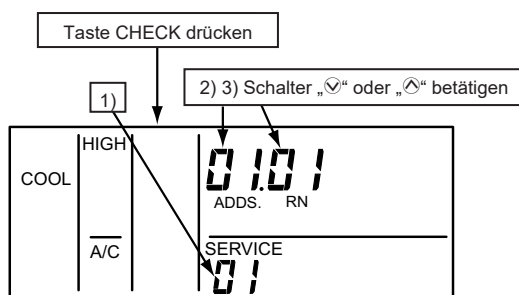 Taste CHECK drücken
1)
2) 3) Schalter „⌄“ oder „⌃“ betätigen
HIGH
COOL
01.01
ADDS. RN
A/C
SERVICE
01